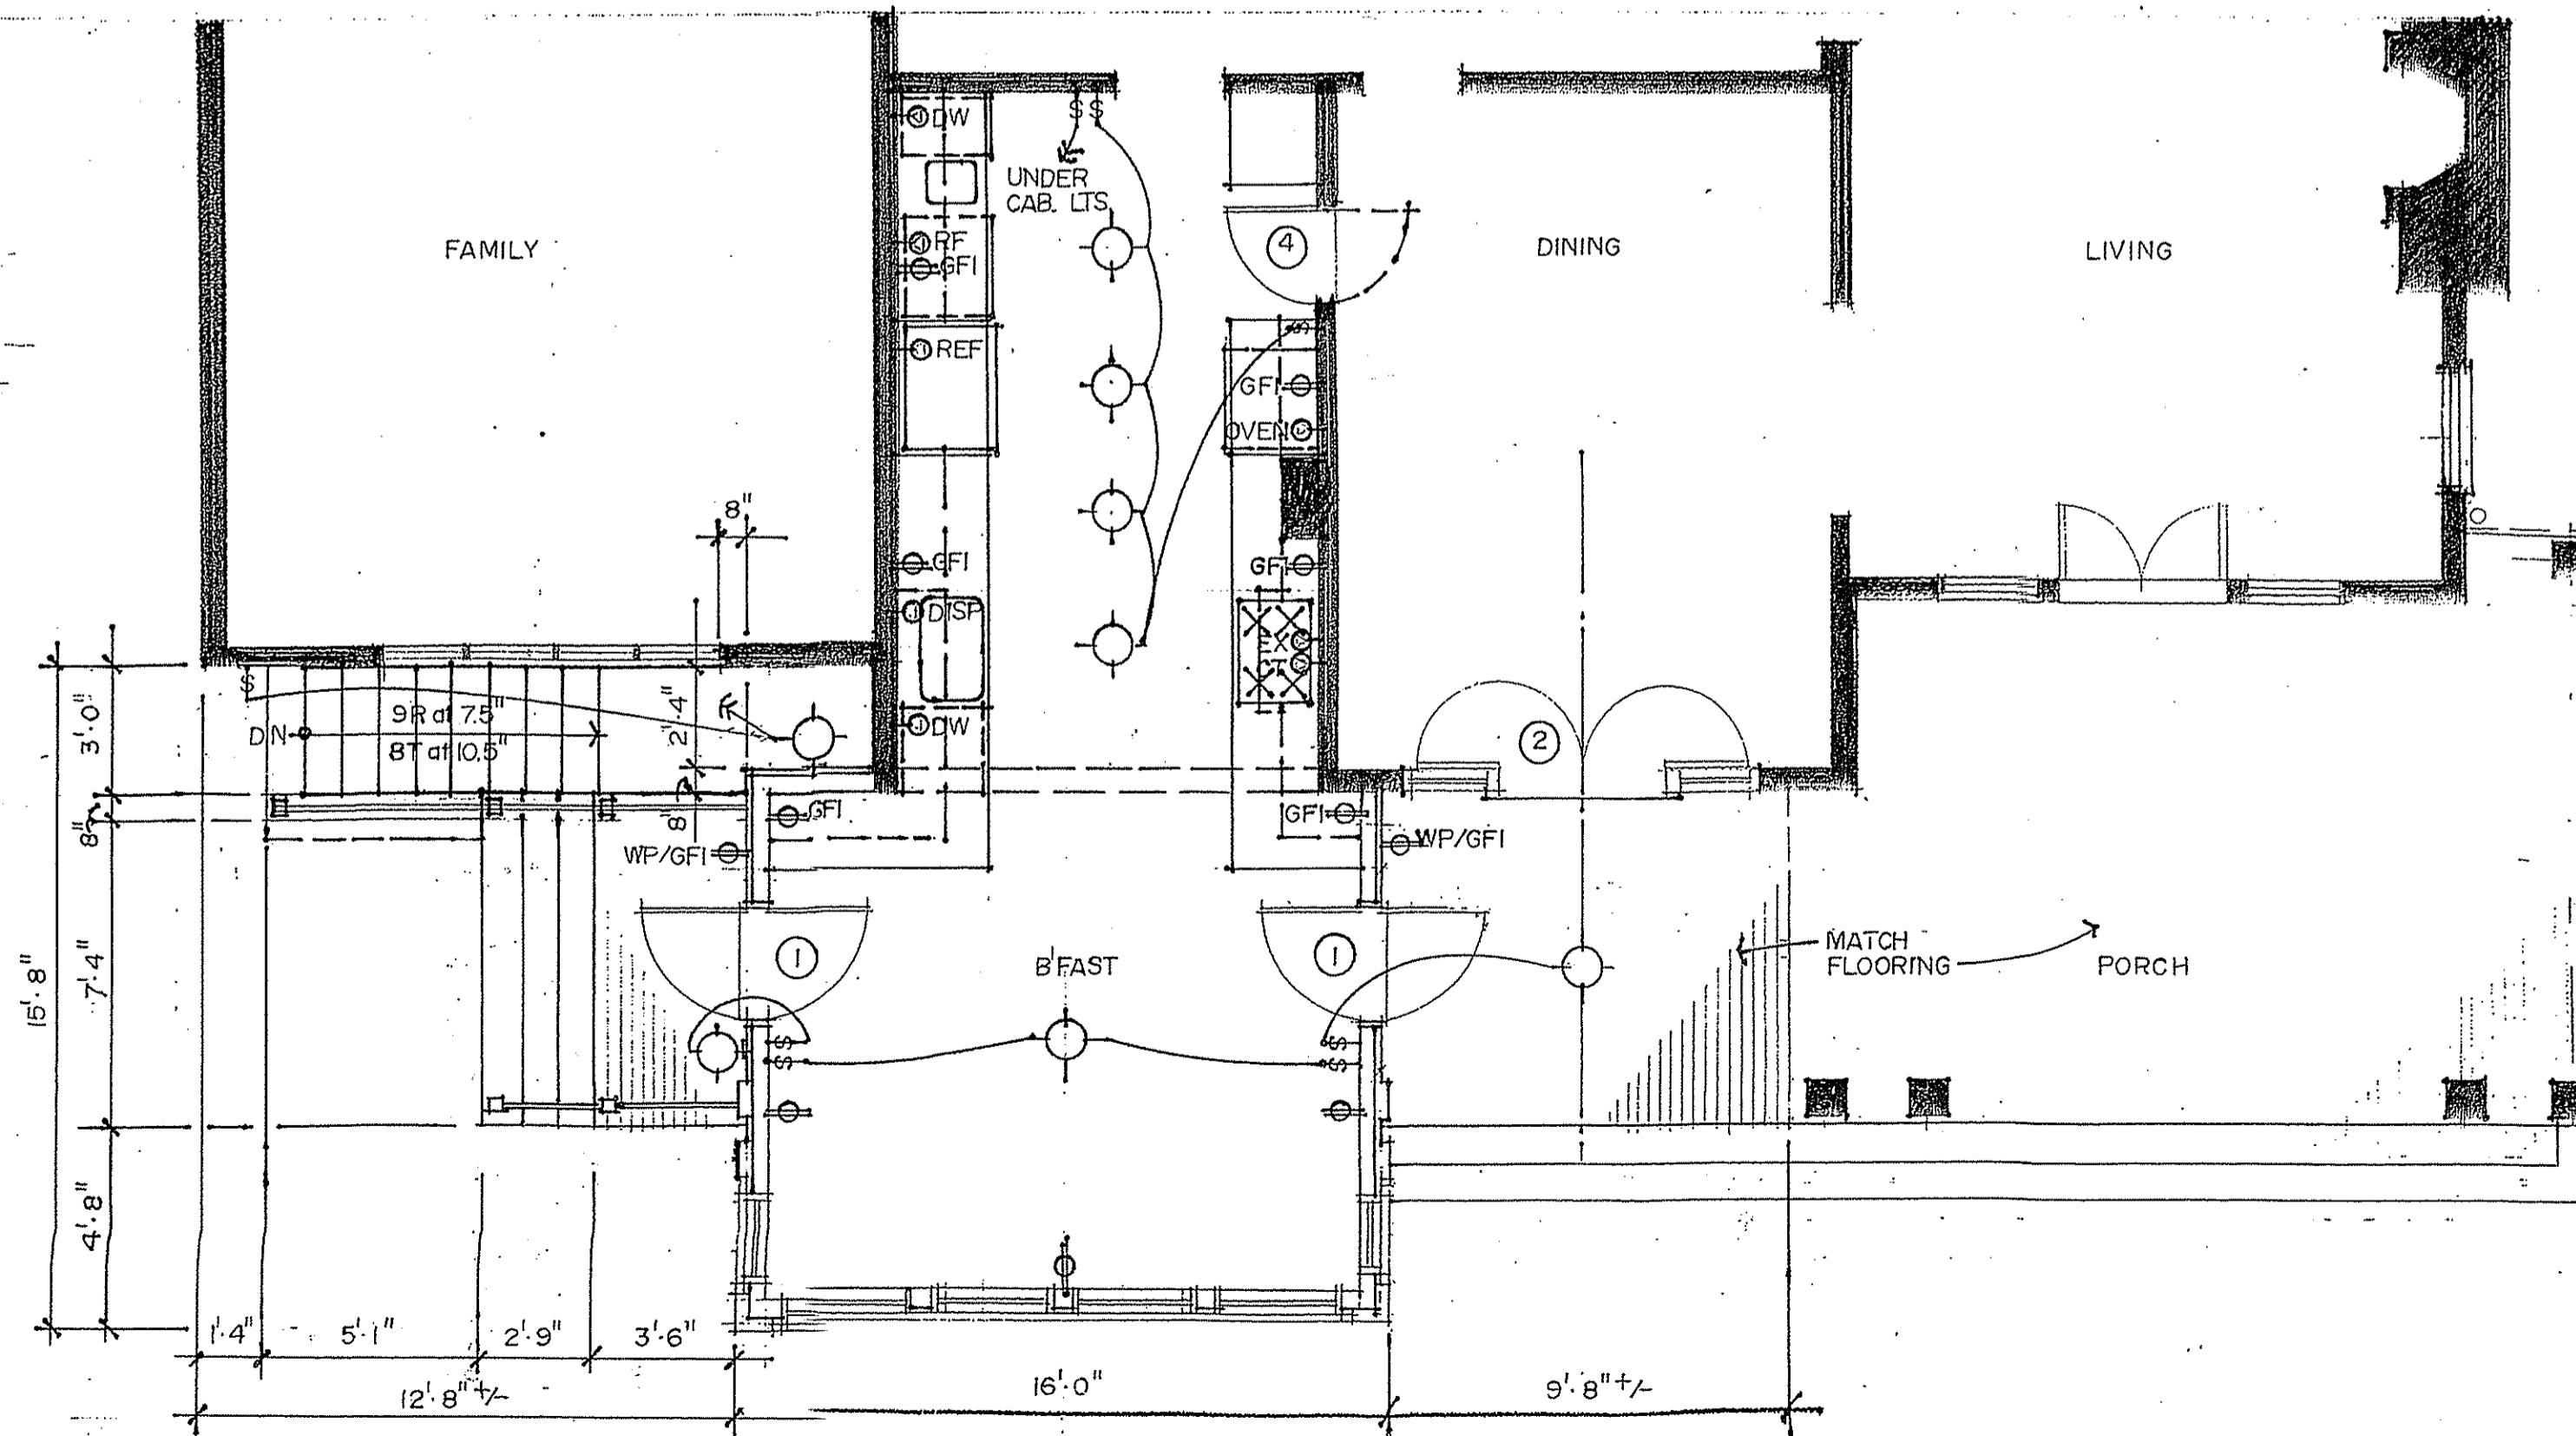 DW
S S
UNDER
CAB. LTS.
RF
GFI
REF
4
FAMILY
DINING
LIVING
S
GFI
OVEN
8"
GFI
GFI
DISP
EX
CT
DW
2
S
9R at 7.5"
8T at 10.5"
DN
2'·4"
8"
3'·0"
8"
7'·4"
15'·8"
4'·8"
GFI
WP/GFI
GFI
WP/GFI
1
1
B'FAST
MATCH
FLOORING
PORCH
S
S
S
S
1'·4"
5'·1"
2'·9"
3'·6"
12'·8"+/-
16'·0"
9'·8"+/-